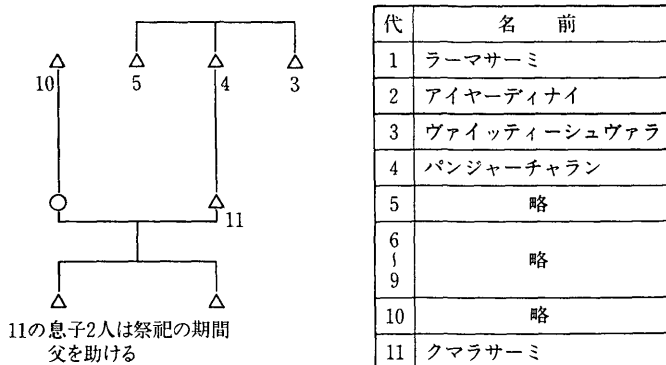 10
5
4
3
11
11の息子2人は祭祀の期間
父を助ける
代 名 前
1 ラーマサーミ
2 アイヤーディナイ
3 ヴァイッティーシュヴァラ
4 パンジャーチャラン
5 略
6〜9 略
10 略
11 クマラサーミ